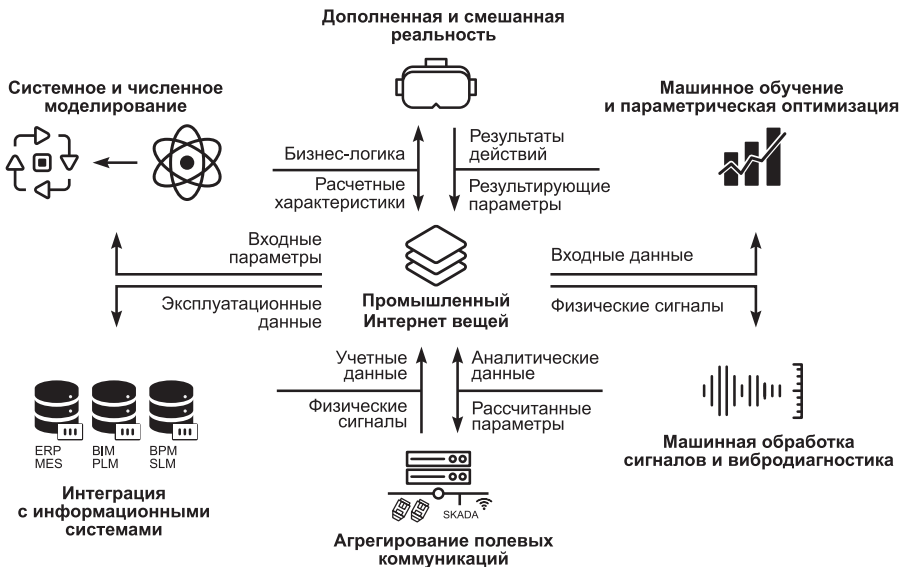 Дополненная и смешанная
реальность
Системное и численное
моделирование
Машинное обучение
и параметрическая оптимизация
Бизнес-логика
Расчетные
характеристики
Результаты
действий
Результирующие
параметры
Входные
параметры
Эксплуатационные
данные
Промышленный
Интернет вещей
Входные данные
Физические сигналы
Учетные
данные
Физические
сигналы
Аналитические
данные
Рассчитанные
параметры
ERP
MES
BIM
PLM
BPM
SLM
Интеграция
с информационными
системами
SKADA
Агрегирование полевых
коммуникаций
Машинная обработка
сигналов и вибродиагностика